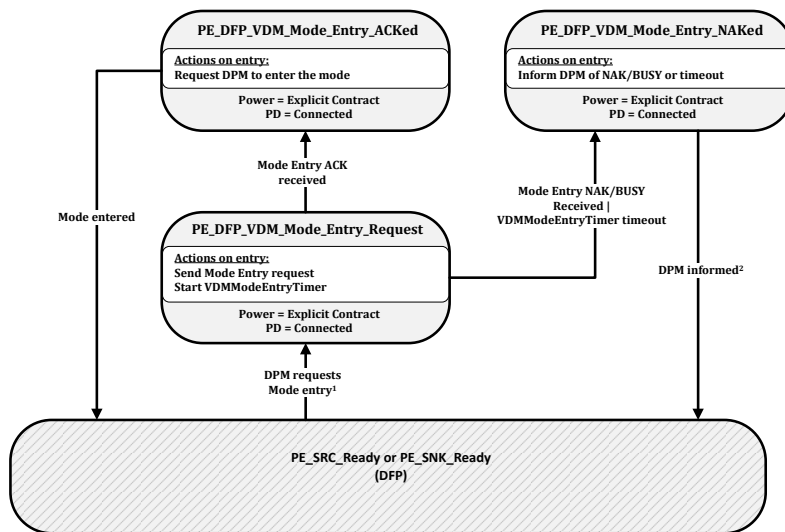 PE_DFP_VDM_Mode_Entry_ACKed
Actions on entry:
Request DPM to enter the mode
Power = Explicit Contract
PD = Connected
PE_DFP_VDM_Mode_Entry_NAKed
Actions on entry:
Inform DPM of NAK/BUSY or timeout
Power = Explicit Contract
PD = Connected
Mode Entry ACK
received
Mode entered
Mode Entry NAK/BUSY
Received |
VDMModeEntryTimer timeout
PE_DFP_VDM_Mode_Entry_Request
Actions on entry:
Send Mode Entry request
Start VDMModeEntryTimer
Power = Explicit Contract
PD = Connected
DPM informed²
DPM requests
Mode entry¹
PE_SRC_Ready or PE_SNK_Ready
(DFP)